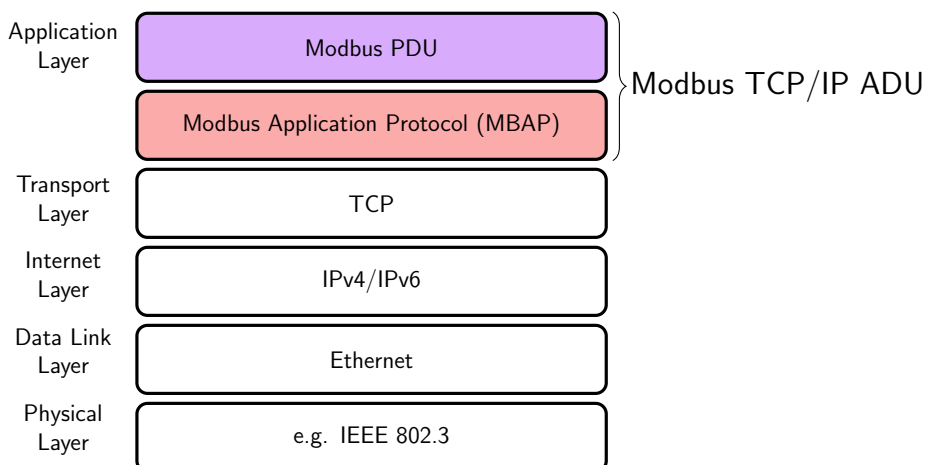 Application
Layer
Modbus PDU
Modbus TCP/IP ADU
Modbus Application Protocol (MBAP)
Transport
Layer
TCP
Internet
Layer
IPv4/IPv6
Data Link
Layer
Ethernet
Physical
Layer
e.g. IEEE 802.3